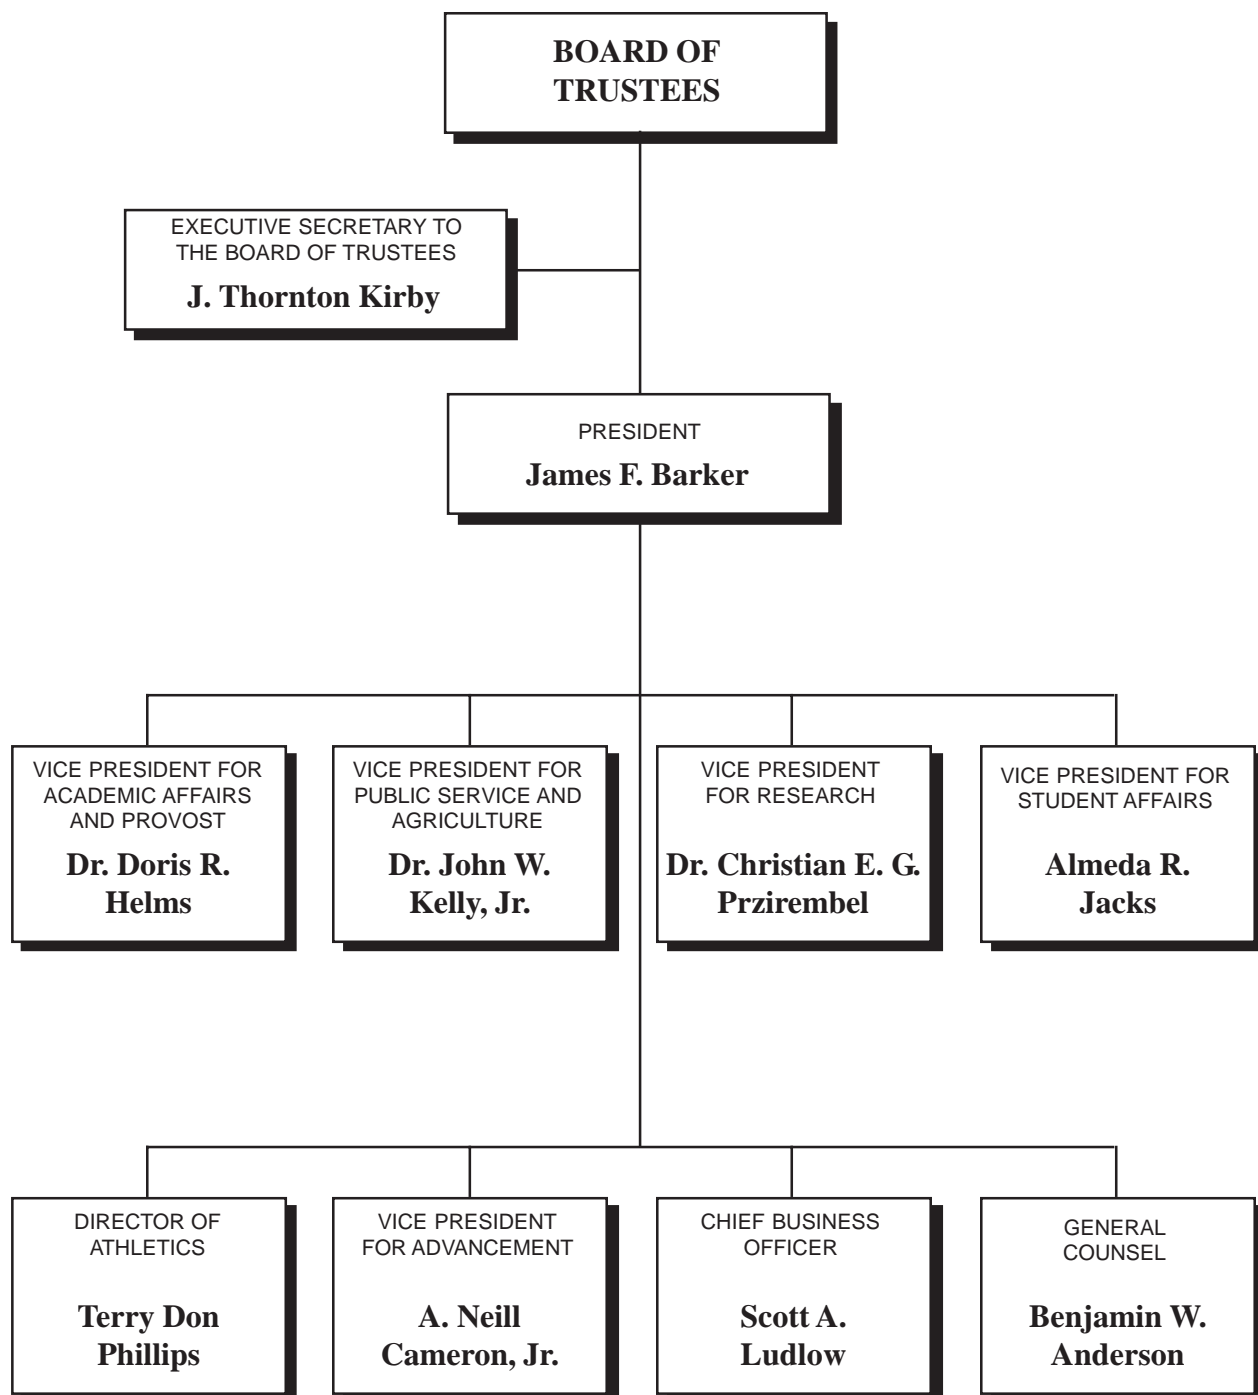 BOARD OF
TRUSTEES
EXECUTIVE SECRETARY TO
THE BOARD OF TRUSTEES
J. Thornton Kirby
PRESIDENT
James F. Barker
VICE PRESIDENT FOR
ACADEMIC AFFAIRS
AND PROVOST
Dr. Doris R.
Helms
VICE PRESIDENT FOR
PUBLIC SERVICE AND
AGRICULTURE
Dr. John W.
Kelly, Jr.
VICE PRESIDENT
FOR RESEARCH
Dr. Christian E. G.
Przirembel
VICE PRESIDENT FOR
STUDENT AFFAIRS
Almeda R.
Jacks
DIRECTOR OF
ATHLETICS
Terry Don
Phillips
VICE PRESIDENT
FOR ADVANCEMENT
A. Neill
Cameron, Jr.
CHIEF BUSINESS
OFFICER
Scott A.
Ludlow
GENERAL
COUNSEL
Benjamin W.
Anderson